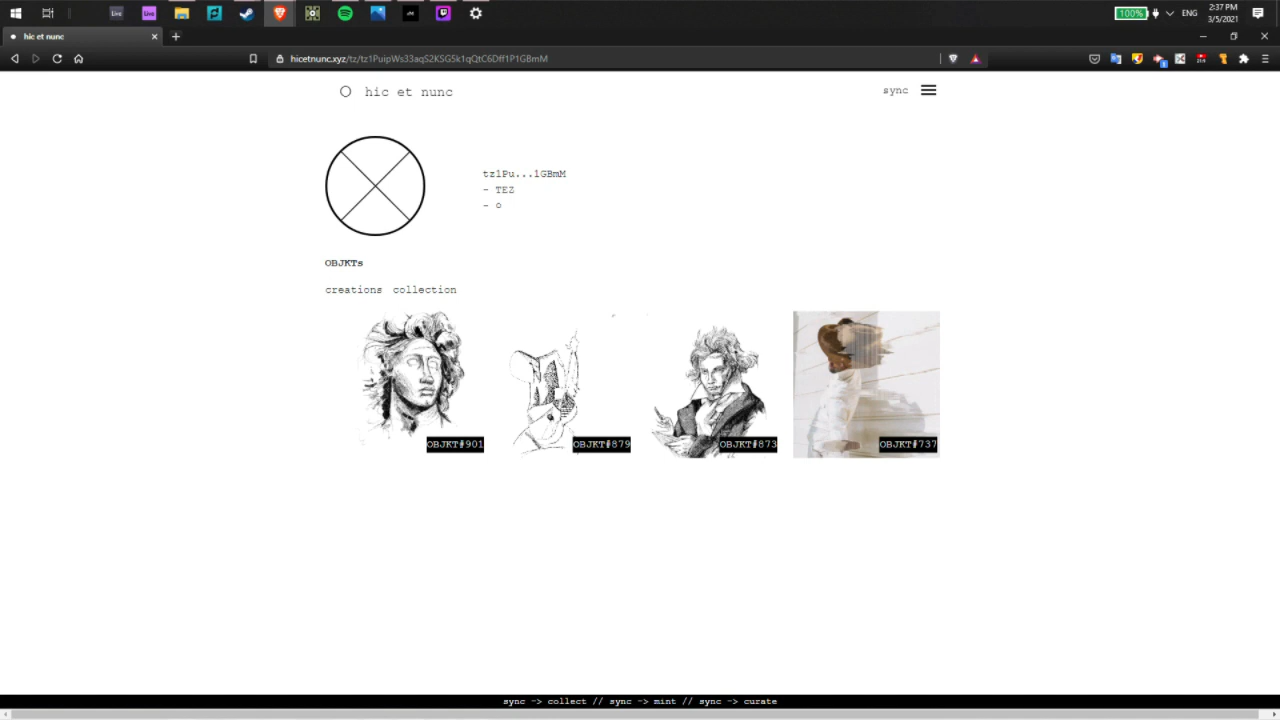 Live
Live
100%
ENG
2:37 PM
3/5/2021
hic et nunc
hicetnunc.xyz/tz/tz1PuipWs33aqS2KSG5k1qQtC6Dff1P1GBmM
hic et nunc
sync
tz1Pu...1GBmM
- TEZ
- ○
OBJKTs
creations collection
OBJKT#901
OBJKT#879
OBJKT#873
OBJKT#737
sync -> collect // sync -> mint // sync -> curate